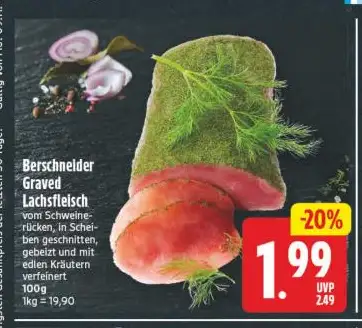 Berschneider
Graved
Lachsfleisch
vom Schweine-
rücken, in Schei-
ben geschnitten,
gebeizt und mit
edlen Kräutern
verfeinert
100g
1kg = 19,90
-20%
1.99
UVP
2.49